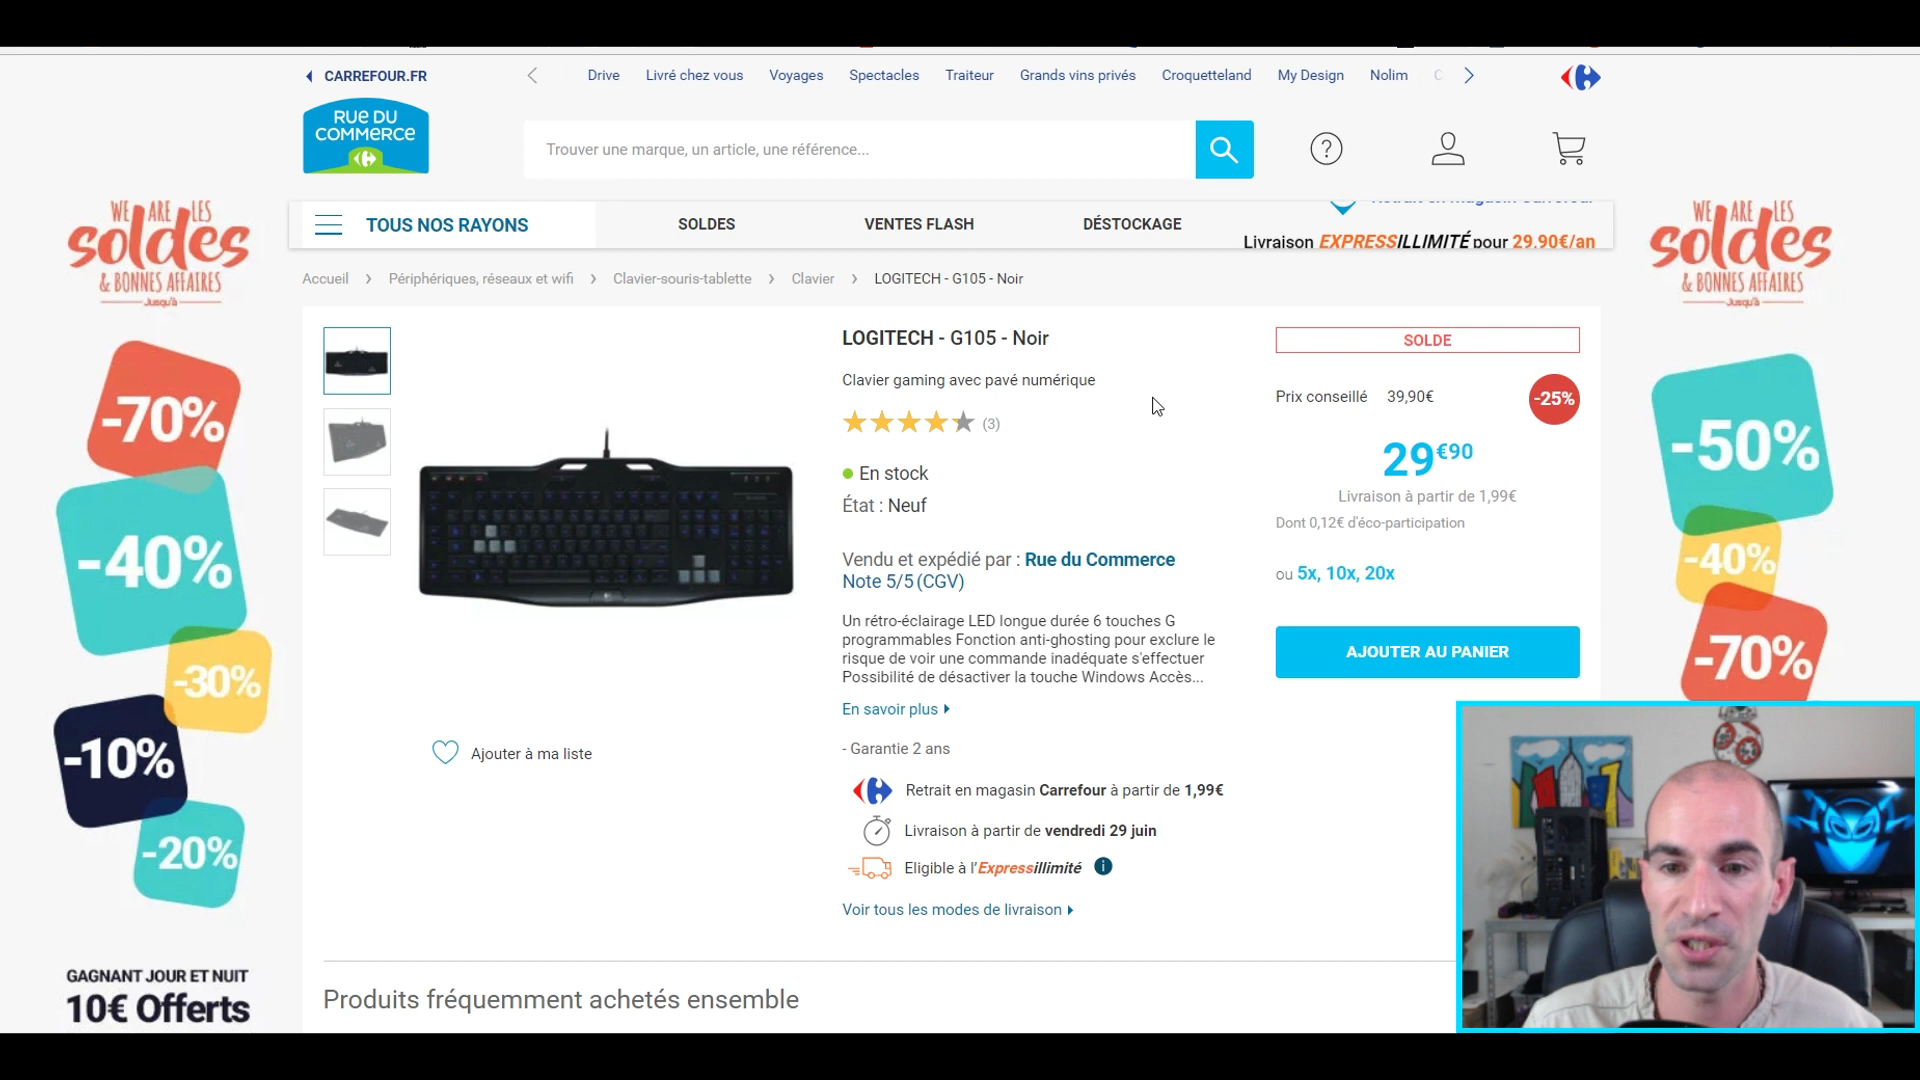 CARREFOUR.FR
Drive Livré chez vous Voyages Spectacles Traiteur Grands vins privés Croquetteland My Design Nolim
RUE DU
COMMERCE
Trouver une marque, un article, une référence...
?
TOUS NOS RAYONS
SOLDES
VENTES FLASH
DÉSTOCKAGE
Retrait en magasin Carrefour
Livraison EXPRESSILLIMITÉ pour 29.90€/an
Accueil > Périphériques, réseaux et wifi > Clavier-souris-tablette > Clavier > LOGITECH - G105 - Noir
WE ARE LES
soldes
& BONNES AFFAIRES
Jusqu'à
-70%
-40%
-30%
-10%
-20%
GAGNANT JOUR ET NUIT
10€ Offerts
LOGITECH - G105 - Noir
Clavier gaming avec pavé numérique
(3)
En stock
État : Neuf
Vendu et expédié par : Rue du Commerce
Note 5/5 (CGV)
Un rétro-éclairage LED longue durée 6 touches G
programmables Fonction anti-ghosting pour exclure le
risque de voir une commande inadéquate s'effectuer
Possibilité de désactiver la touche Windows Accès...
En savoir plus
- Garantie 2 ans
Retrait en magasin Carrefour à partir de 1,99€
Livraison à partir de vendredi 29 juin
Eligible à l'Expressillimité
i
Voir tous les modes de livraison
Ajouter à ma liste
SOLDE
Prix conseillé 39,90€
-25%
29€90
Livraison à partir de 1,99€
Dont 0,12€ d'éco-participation
ou 5x, 10x, 20x
AJOUTER AU PANIER
WE ARE LES
soldes
& BONNES AFFAIRES
Jusqu'à
-50%
-40%
-70%
Produits fréquemment achetés ensemble